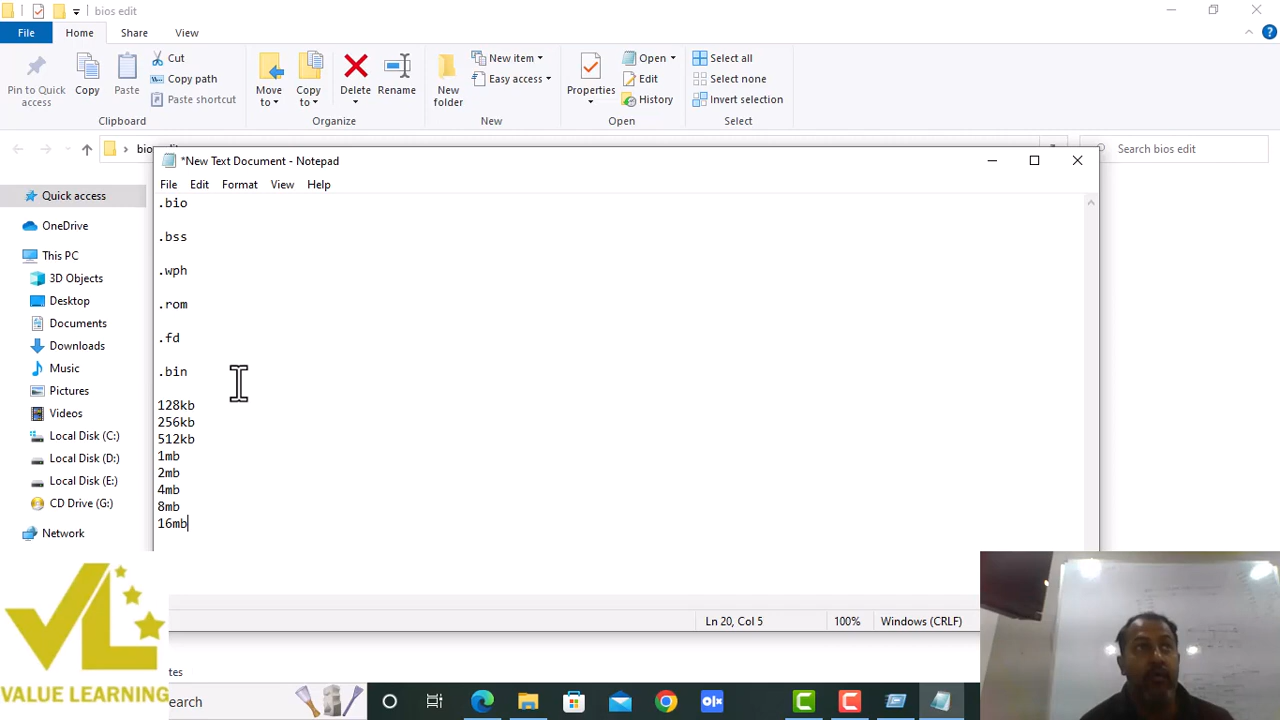 bios edit
File
Home
Share
View
Pin to Quick access
Copy
Paste
Cut
Copy path
Paste shortcut
Clipboard
Move to
Copy to
Delete
Rename
Organize
New folder
New item
Easy access
New
Properties
Open
Edit
History
Open
Select all
Select none
Invert selection
Select
Search bios edit
Quick access
OneDrive
This PC
3D Objects
Desktop
Documents
Downloads
Music
Pictures
Videos
Local Disk (C:)
Local Disk (D:)
Local Disk (E:)
CD Drive (G:)
Network
*New Text Document - Notepad
File Edit Format View Help
.bio
.bss
.wph
.rom
.fd
.bin
128kb
256kb
512kb
1mb
2mb
4mb
8mb
16mb
Ln 20, Col 5
100%
Windows (CRLF)
VL
VALUE LEARNING
olx